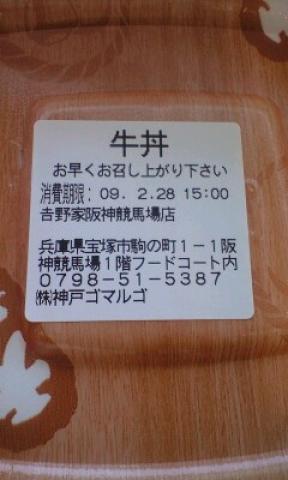 牛丼
お早くお召し上がり下さい
消費期限: 09. 2.28 15:00
𠮷野家阪神競馬場店
兵庫県宝塚市駒の町1-1阪
神競馬場1階フードコート内
0798-51-5387
㈱神戸ゴマルゴ